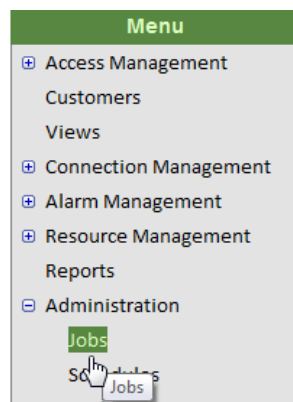 Menu
Access Management
Customers
Views
Connection Management
Alarm Management
Resource Management
Reports
Administration
Jobs
Jobs